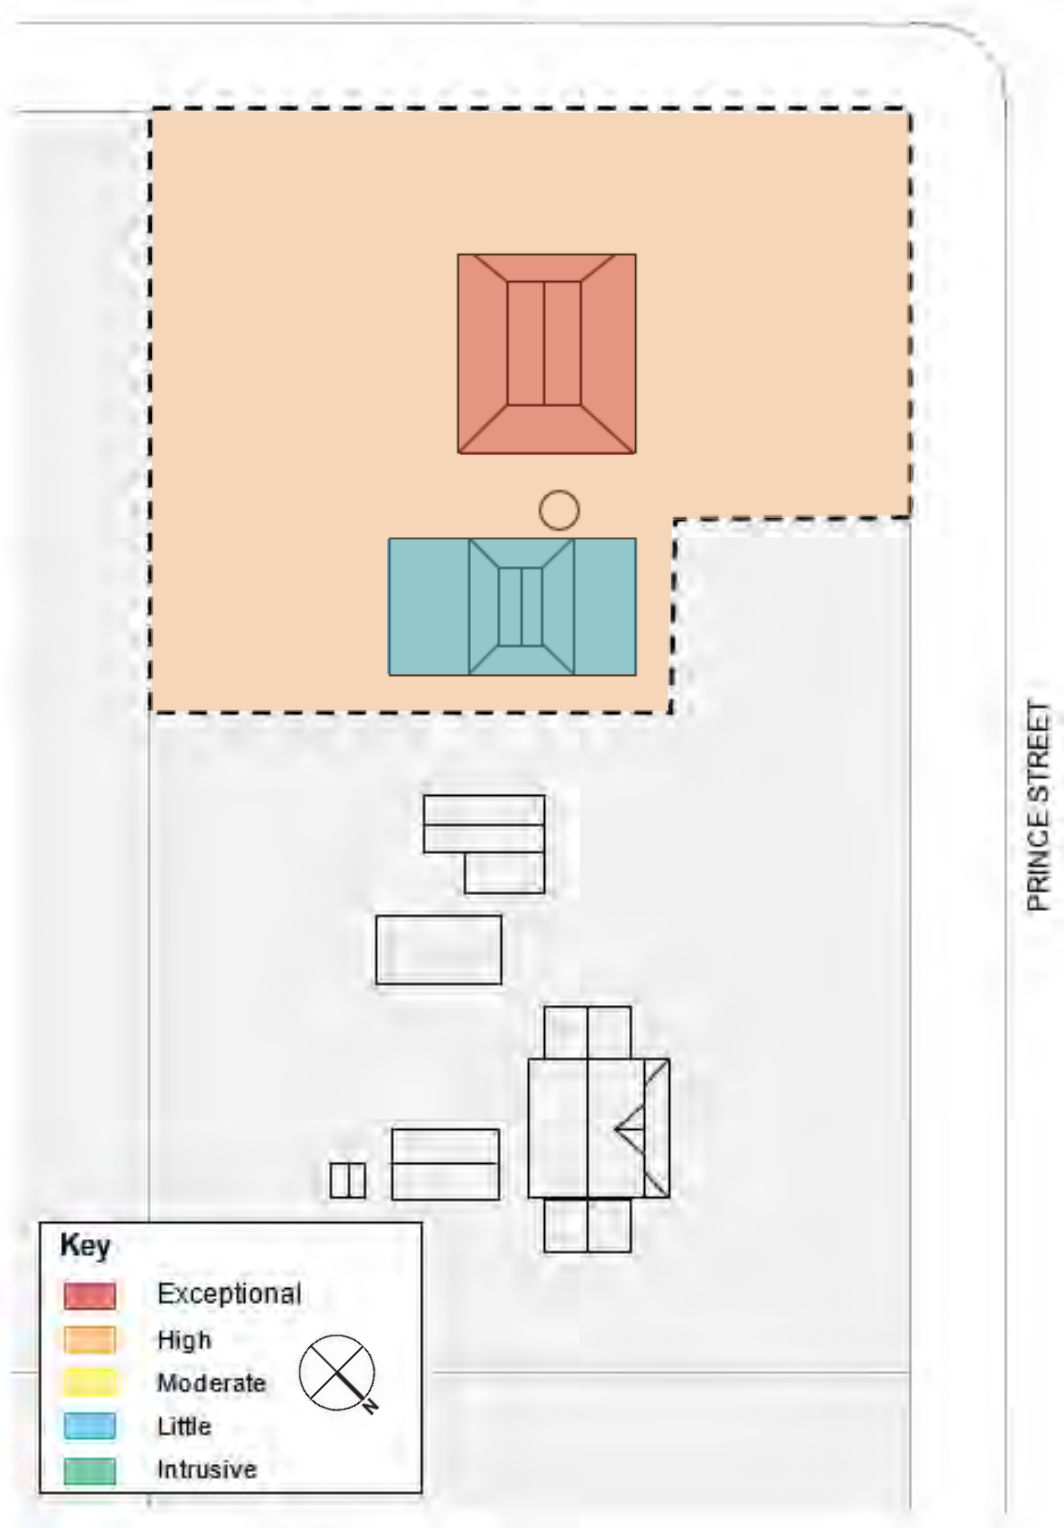 PRINCE STREET
Key
Exceptional
High
Moderate
Little
Intrusive
N